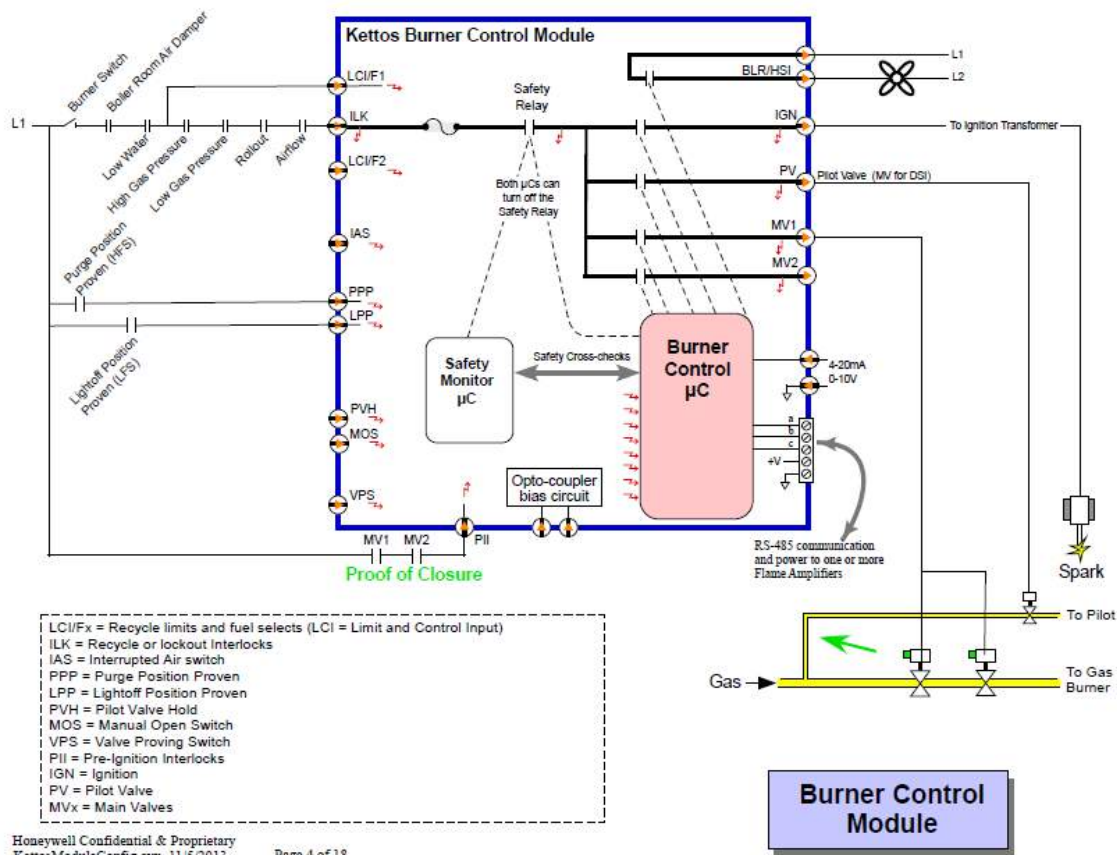 Kettos Burner Control Module
L1
Burner Switch
Boiler Room Air Damper
Low Water
High Gas Pressure
Low Gas Pressure
Rollout
Airflow
LCI/F1
ILK
LCI/F2
IAS
PPP
LPP
PVH
MOS
VPS
Purge Position
Proven (HFS)
Lightoff Position
Proven (LFS)
Safety
Relay
Both µCs can
turn off the
Safety Relay
BLR/HSI
L1
L2
IGN
To Ignition Transformer
PV
Pilot Valve (MV for DSI)
MV1
MV2
Safety
Monitor
µC
Safety Cross-checks
Burner
Control
µC
4-20mA
0-10V
a
b
c
+V
Opto-coupler
bias circuit
PII
MV1 MV2
Proof of Closure
RS-485 communication
and power to one or more
Flame Amplifiers
Spark
To Pilot
Gas
To Gas
Burner
LCI/Fx = Recycle limits and fuel selects (LCI = Limit and Control Input)
ILK = Recycle or lockout Interlocks
IAS = Interrupted Air switch
PPP = Purge Position Proven
LPP = Lightoff Position Proven
PVH = Pilot Valve Hold
MOS = Manual Open Switch
VPS = Valve Proving Switch
PII = Pre-Ignition Interlocks
IGN = Ignition
PV = Pilot Valve
MVx = Main Valves
Burner Control
Module
Honeywell Confidential & Proprietary
Page 4 of 18